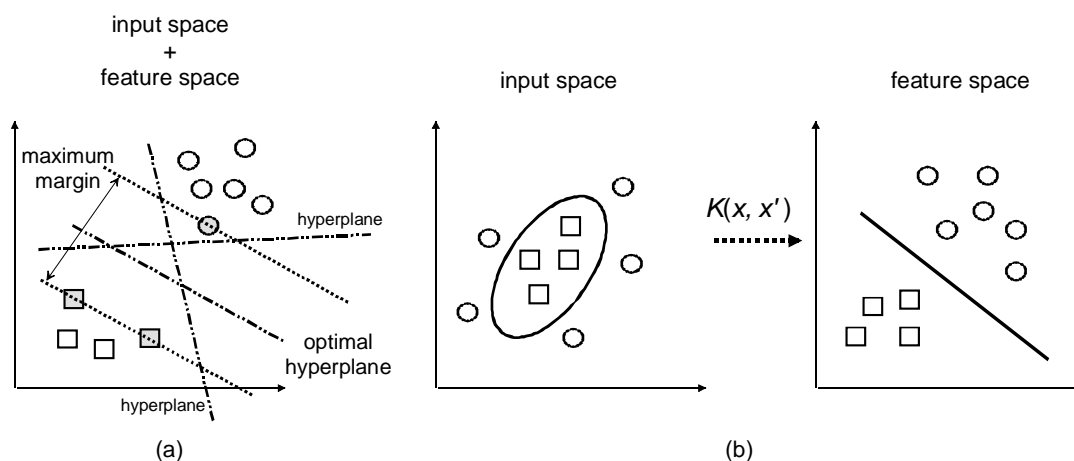 input space
+
feature space
maximum
margin
hyperplane
optimal
hyperplane
hyperplane
(a)
input space
K(x, x')
feature space
(b)